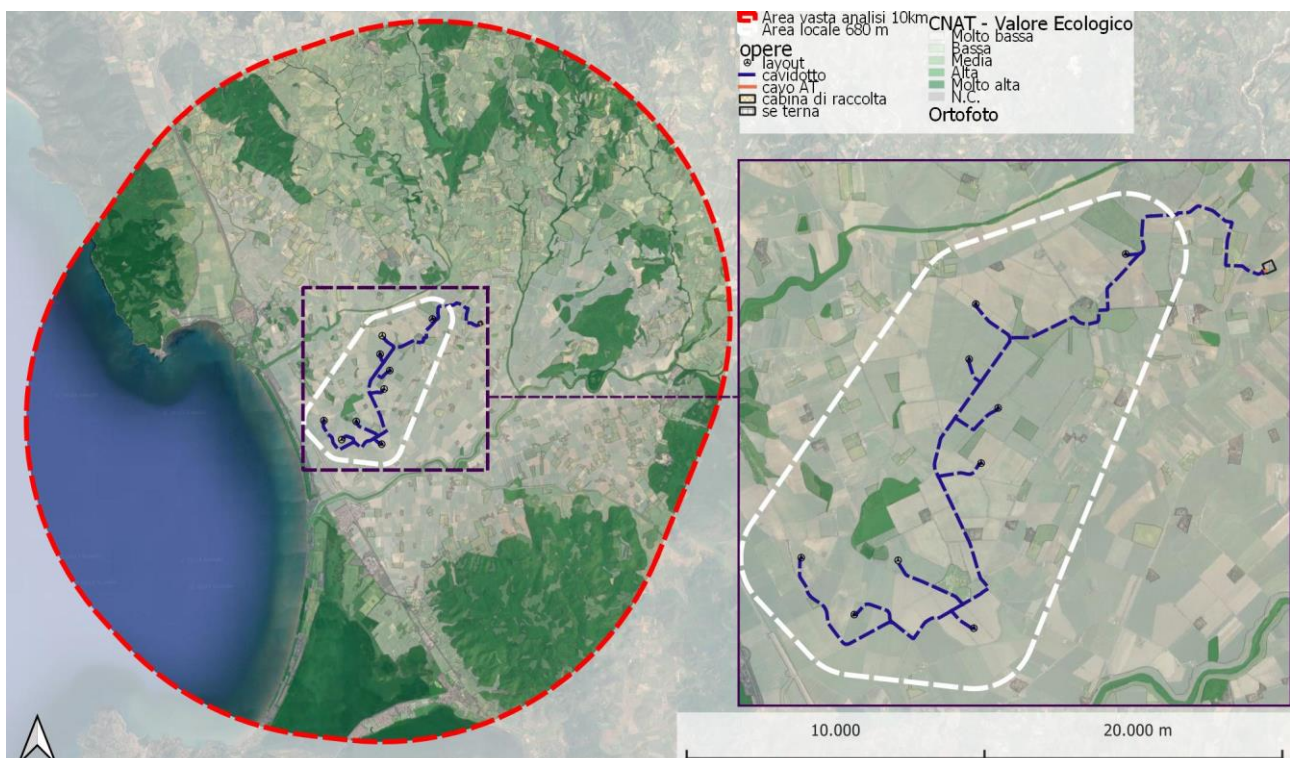 Area vasta analisi 10km
Area locale 680 m
opere
layout
cavidotto
cavo AT
cabina di raccolta
se terna
CNAT - Valore Ecologico
Molto bassa
Bassa
Media
Alta
Molto alta
N.C.
Ortofoto
10.000
20.000 m